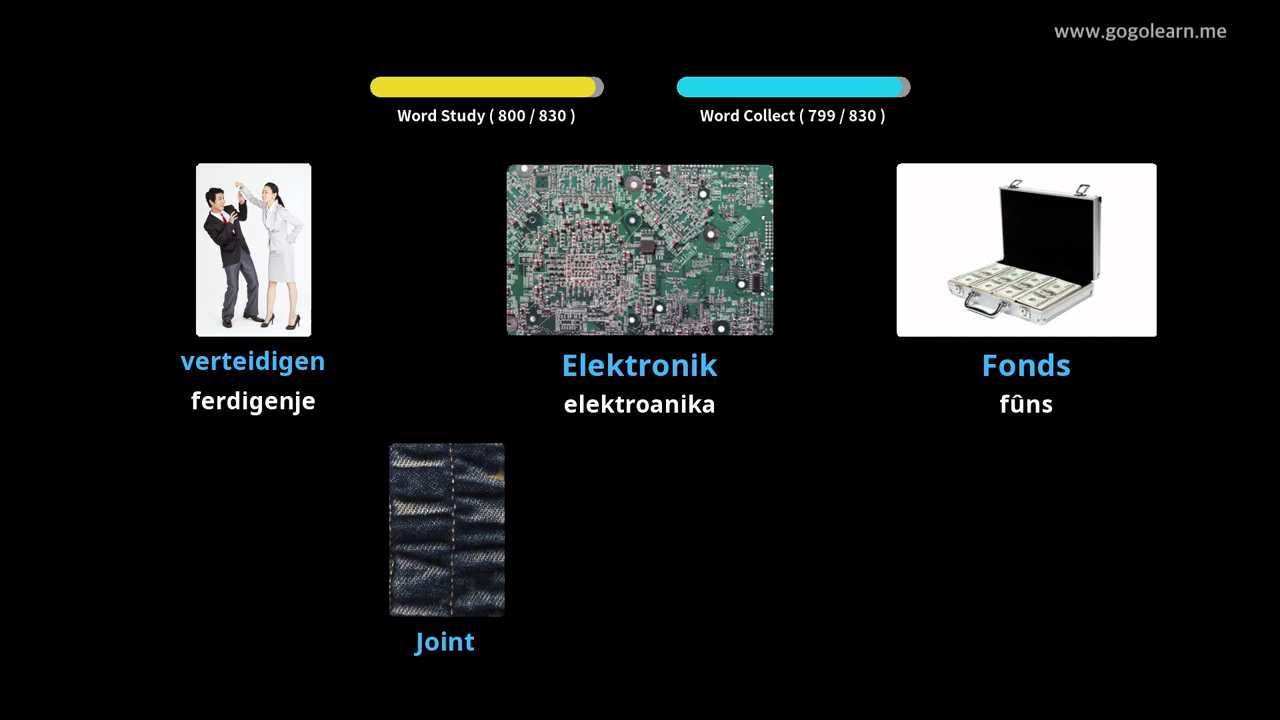 www.gogolearn.me
Word Study ( 800 / 830 )
Word Collect ( 799 / 830 )
verteidigen
ferdigenje
Elektronik
elektroanika
Fonds
fûns
Joint